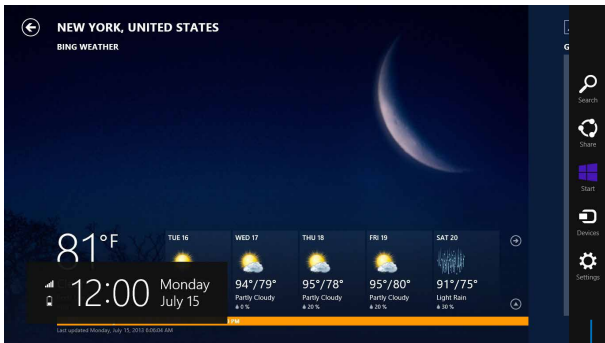 NEW YORK, UNITED STATES
BING WEATHER
G
Search
Share
Start
Devices
Settings
81°F
TUE 16
WED 17
94°/79°
Partly Cloudy
0 %
THU 18
95°/78°
Partly Cloudy
20 %
FRI 19
95°/80°
Partly Cloudy
20 %
SAT 20
91°/75°
Light Rain
30 %
12:00
Monday
July 15
PM
Last updated Monday, July 15, 2013 8:06:04 AM